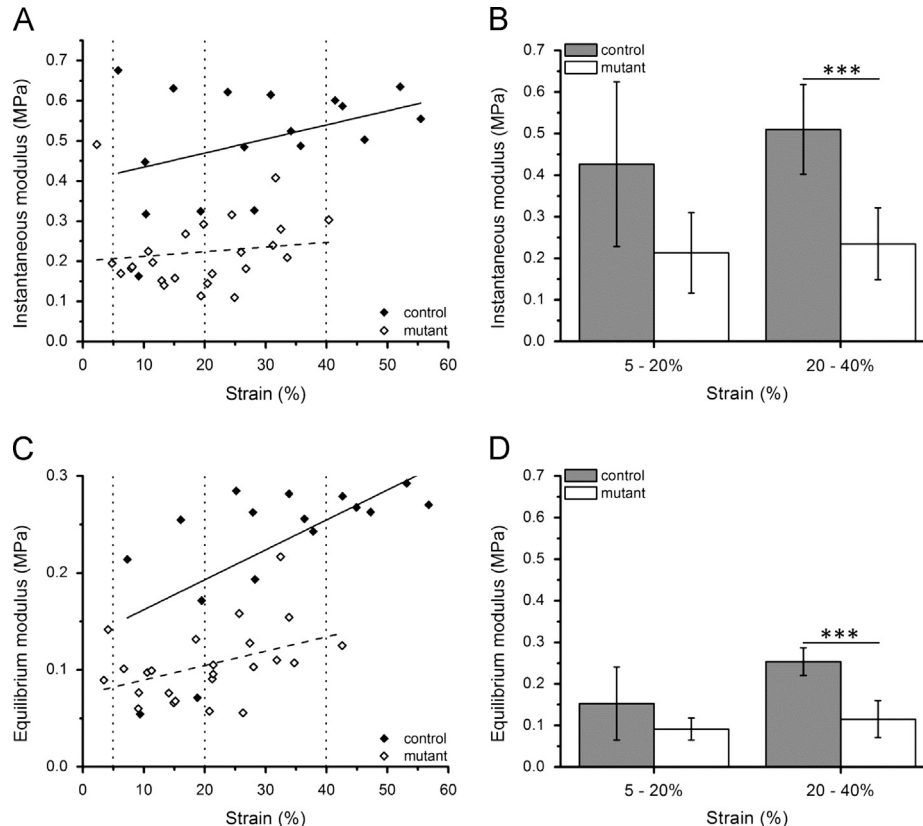 A
Instantaneous modulus (MPa)
0.7
0.6
0.5
0.4
0.3
0.2
0.1
0.0
control
mutant
0 10 20 30 40 50 60
Strain (%)
B
Instantaneous modulus (MPa)
0.7
0.6
0.5
0.4
0.3
0.2
0.1
0.0
control
mutant
***
5 - 20% 20 - 40%
Strain (%)
C
Equilibrium modulus (MPa)
0.3
0.2
0.1
0.0
control
mutant
0 10 20 30 40 50 60
Strain (%)
D
Equilibrium modulus (MPa)
0.7
0.6
0.5
0.4
0.3
0.2
0.1
0.0
control
mutant
***
5 - 20% 20 - 40%
Strain (%)